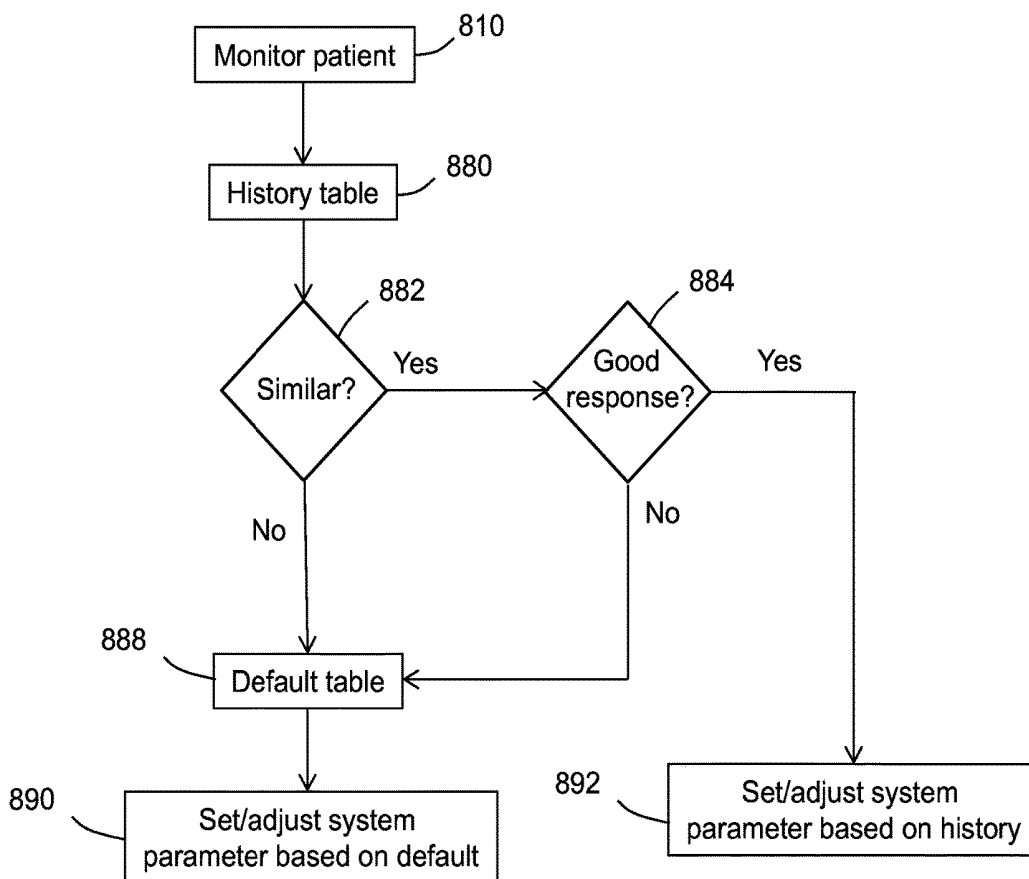 810
Monitor patient
880
History table
882
884
Similar?
Yes
Good
response?
Yes
No
No
888
Default table
890
Set/adjust system
parameter based on default
892
Set/adjust system
parameter based on history